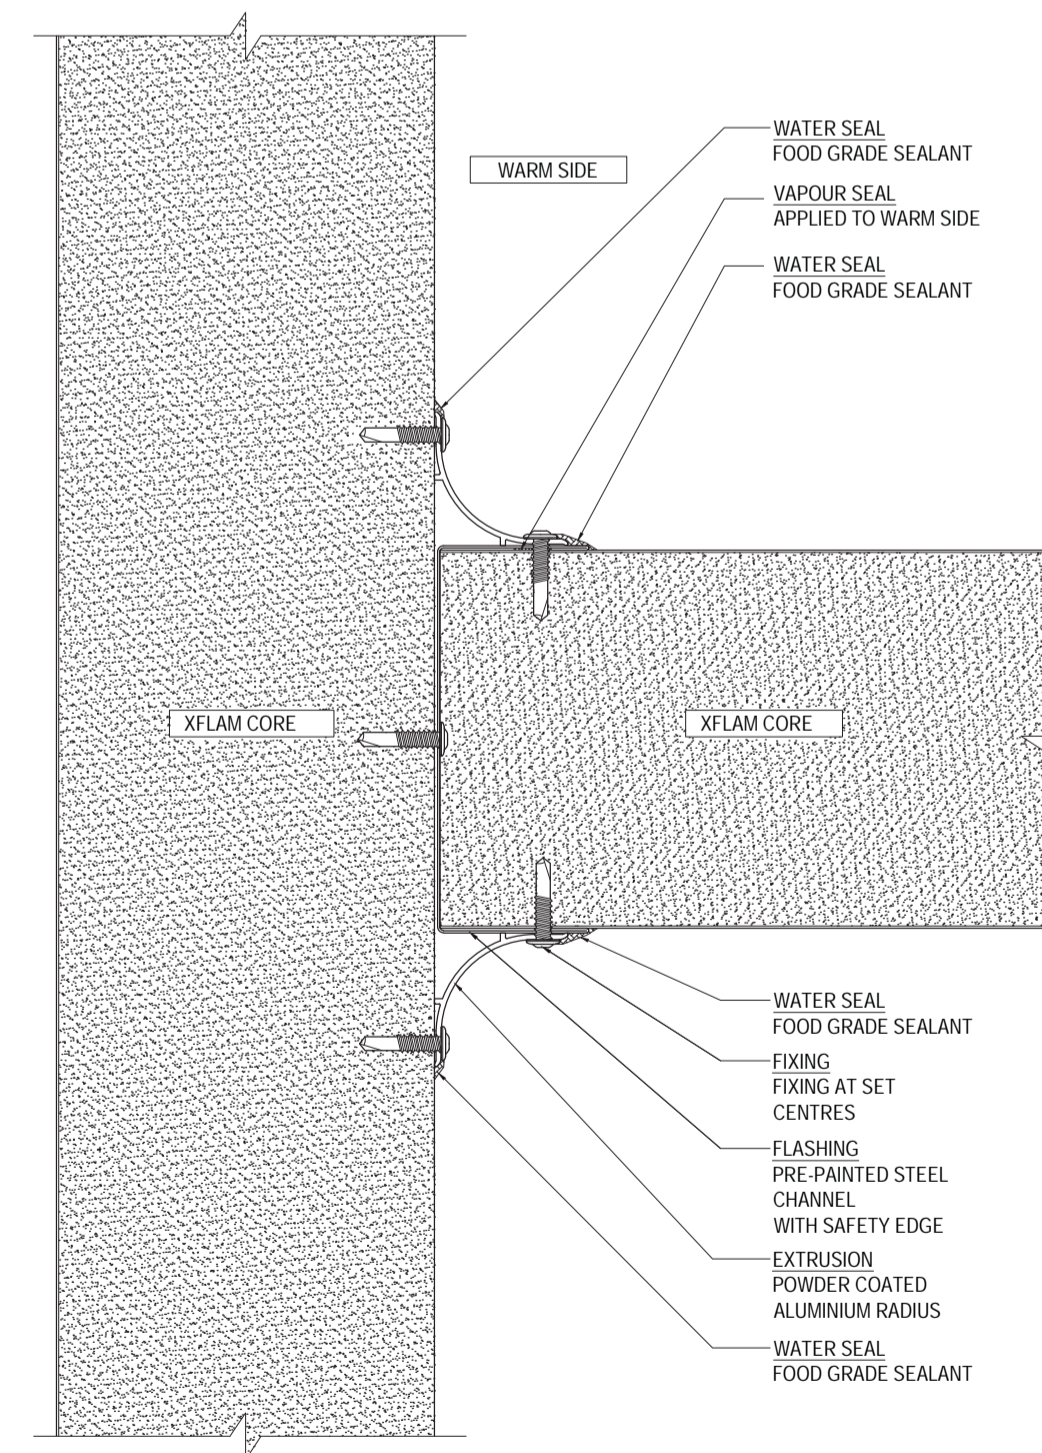 WATER SEAL
FOOD GRADE SEALANT
WARM SIDE
VAPOUR SEAL
APPLIED TO WARM SIDE
WATER SEAL
FOOD GRADE SEALANT
XFLAM CORE
XFLAM CORE
WATER SEAL
FOOD GRADE SEALANT
FIXING
FIXING AT SET
CENTRES
FLASHING
PRE-PAINTED STEEL
CHANNEL
WITH SAFETY EDGE
EXTRUSION
POWDER COATED
ALUMINIUM RADIUS
WATER SEAL
FOOD GRADE SEALANT